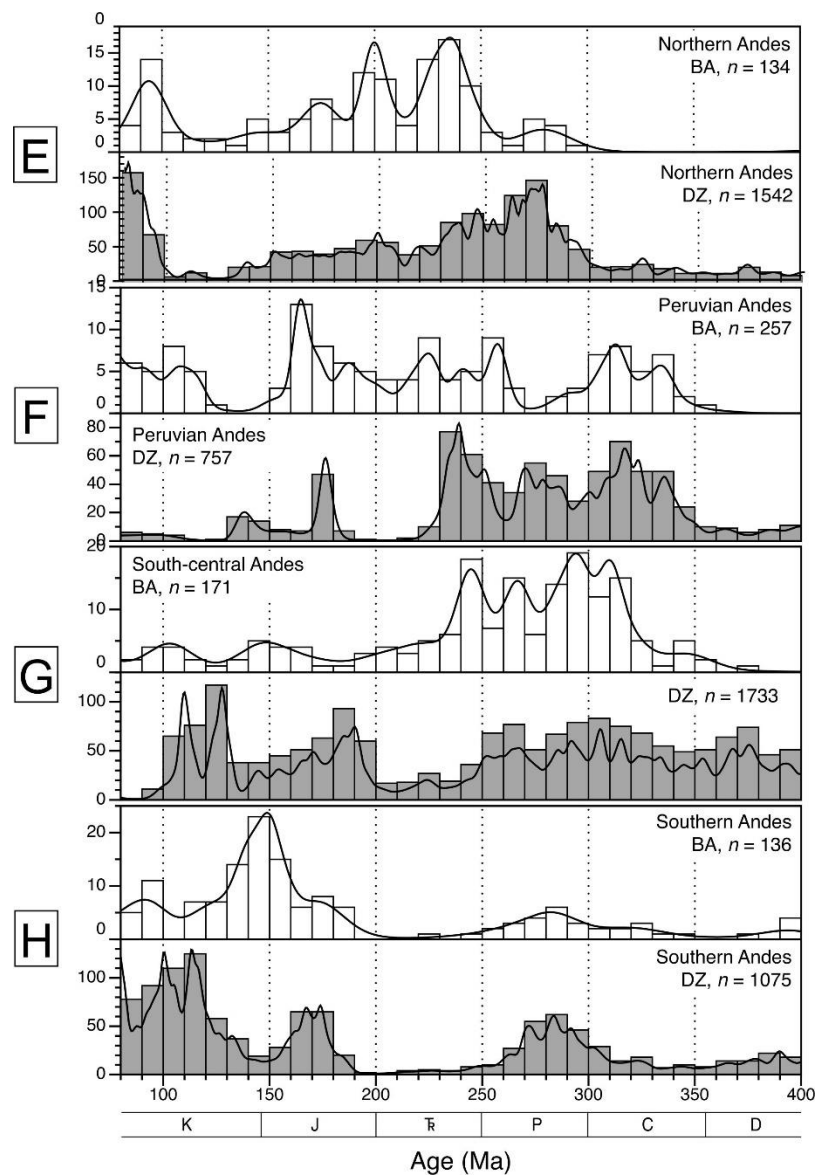 0
15
10
5
0
Northern Andes
BA, n = 134
E
150
100
50
0
Northern Andes
DZ, n = 1542
15
10
5
0
Peruvian Andes
BA, n = 257
F
80
60
40
20
0
Peruvian Andes
DZ, n = 757
20
10
0
South-central Andes
BA, n = 171
G
100
50
0
DZ, n = 1733
20
10
0
Southern Andes
BA, n = 136
H
100
50
0
Southern Andes
DZ, n = 1075
100 150 200 250 300 350 400
K J TR P C D
Age (Ma)